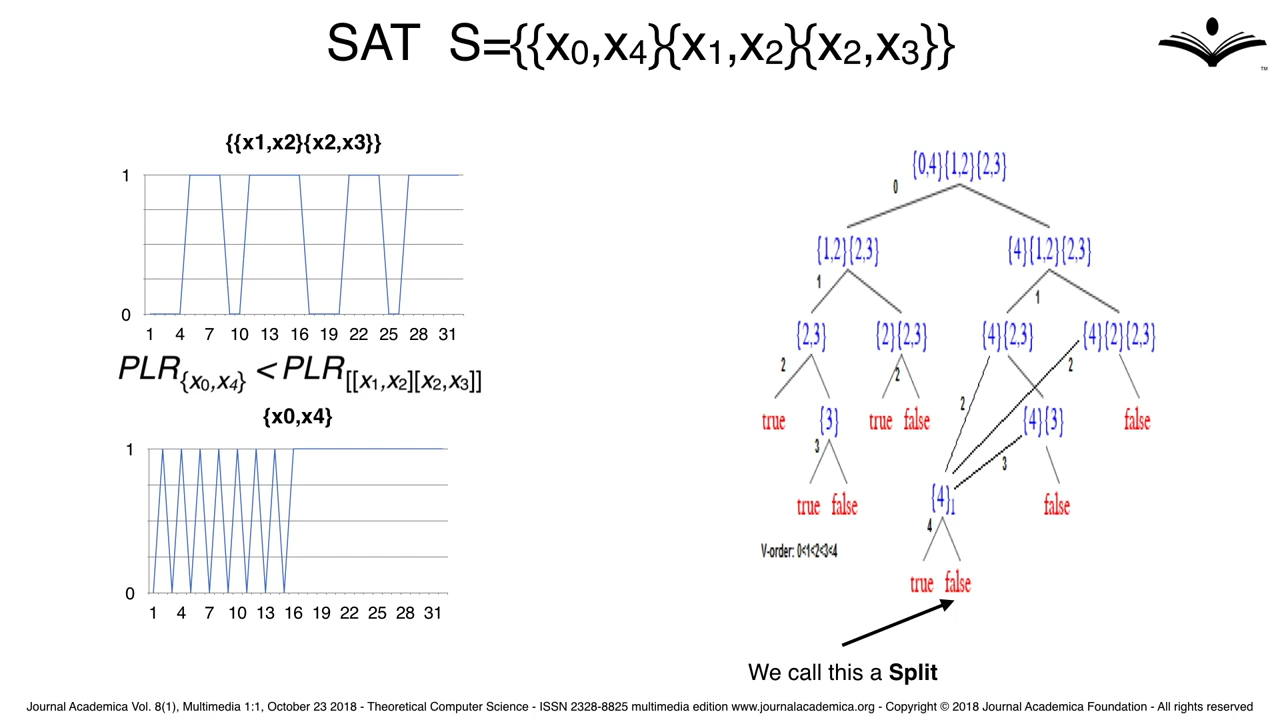 SAT S={{x0,x4}{x1,x2}{x2,x3}}
TM
{{x1,x2}{x2,x3}}
1
0
1 4 7 10 13 16 19 22 25 28 31
PLR{x0,x4} < PLR[[x1,x2][x2,x3]]
{x0,x4}
1
0
1 4 7 10 13 16 19 22 25 28 31
{0,4}{1,2}{2,3}
0
{1,2}{2,3} {4}{1,2}{2,3}
1 1
{2,3} {2}{2,3} {4}{2,3} {4}{2}{2,3}
2 2 2 2
true {3} true false {4}{3} false
3 3
true false {4}1 false
4
V-order: 0<1<2<3<4
true false
We call this a Split
Journal Academica Vol. 8(1), Multimedia 1:1, October 23 2018 - Theoretical Computer Science - ISSN 2328-8825 multimedia edition www.journalacademica.org - Copyright © 2018 Journal Academica Foundation - All rights reserved